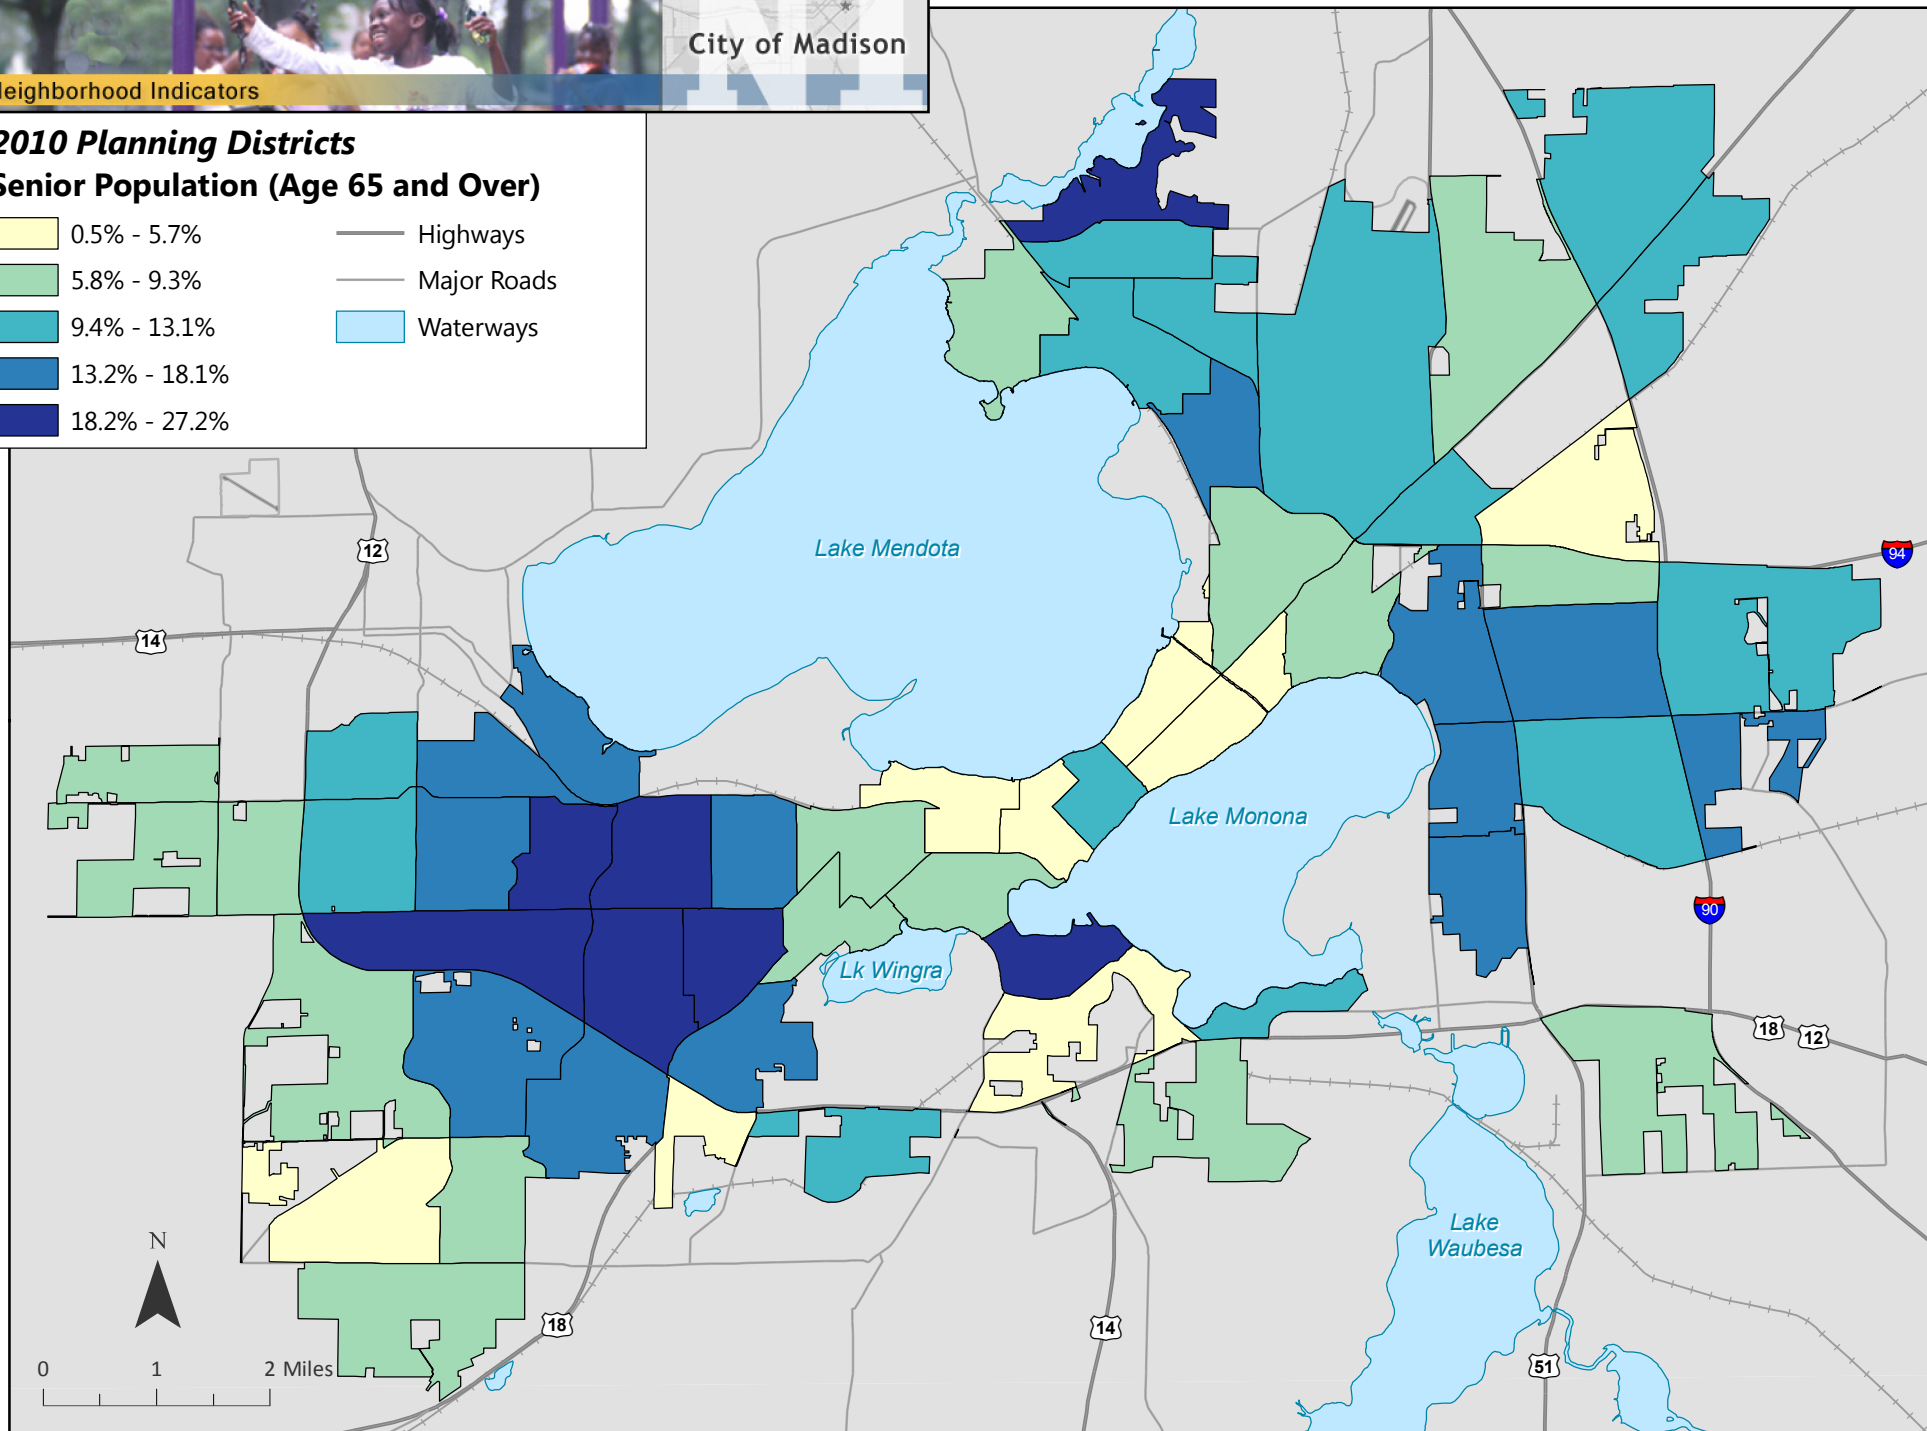 City of Madison
Neighborhood Indicators
2010 Planning Districts
Senior Population (Age 65 and Over)
0.5% - 5.7%
5.8% - 9.3%
9.4% - 13.1%
13.2% - 18.1%
18.2% - 27.2%
Highways
Major Roads
Waterways
12
14
Lake Mendota
94
Lake Monona
90
Lk Wingra
18
12
Lake
Waubesa
N
18
14
51
0
1
2 Miles